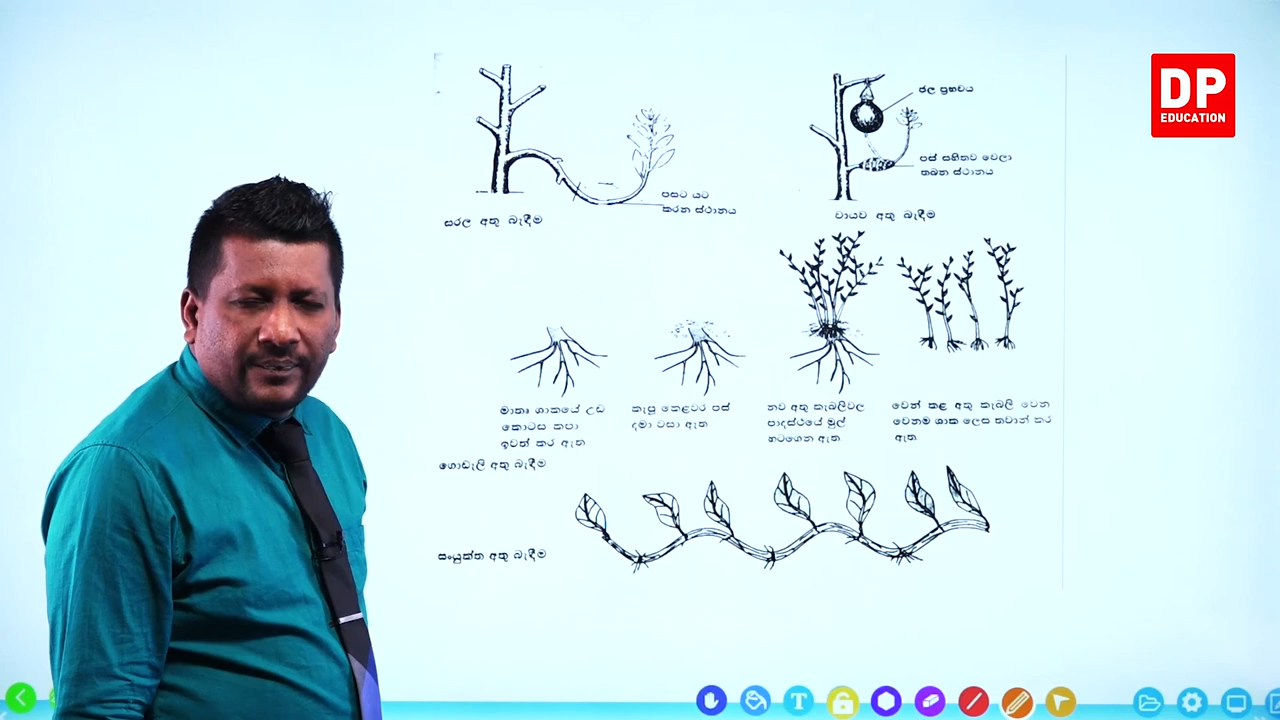 DP
EDUCATION
ජල ප්‍රභවය
පස් සහිතව වෙලා
තබන ස්ථානය
පසට යට
කරන ස්ථානය
සරල අතු බැඳීම
වායව අතු බැඳීම
මාතෘ ශාකයේ උඩ
කොටස කපා
ඉවත් කර ඇත
කැපූ කෙළවර පස්
දමා වසා ඇත
නව අතු කැබලිවල
පාදස්ථයේ මුල්
හටගෙන ඇත
වෙන් කළ අතු කැබලි වෙන
වෙනම ශාක ලෙස තවාන් කර
ඇත
ගොඩැලි අතු බැඳීම
සංයුක්ත අතු බැඳීම